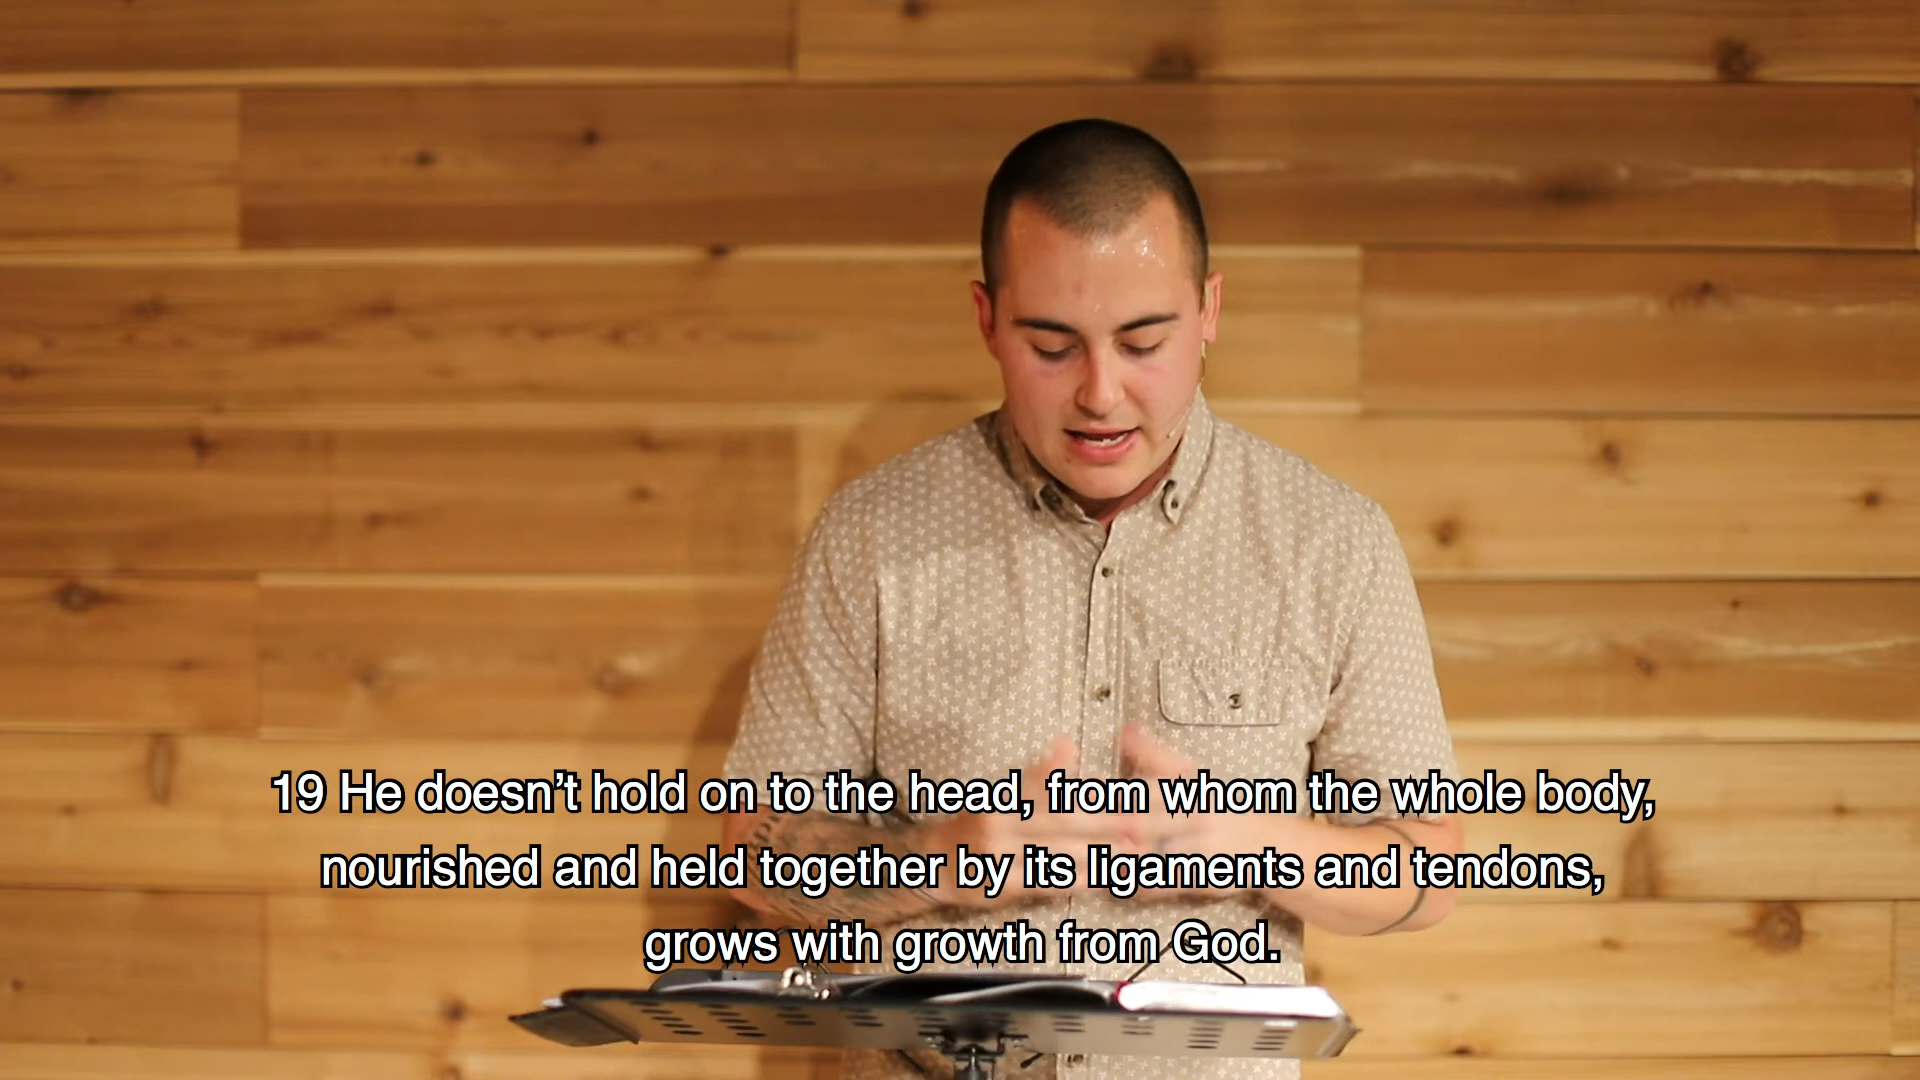 19 He doesn’t hold on to the head, from whom the whole body,
nourished and held together by its ligaments and tendons,
grows with growth from God.